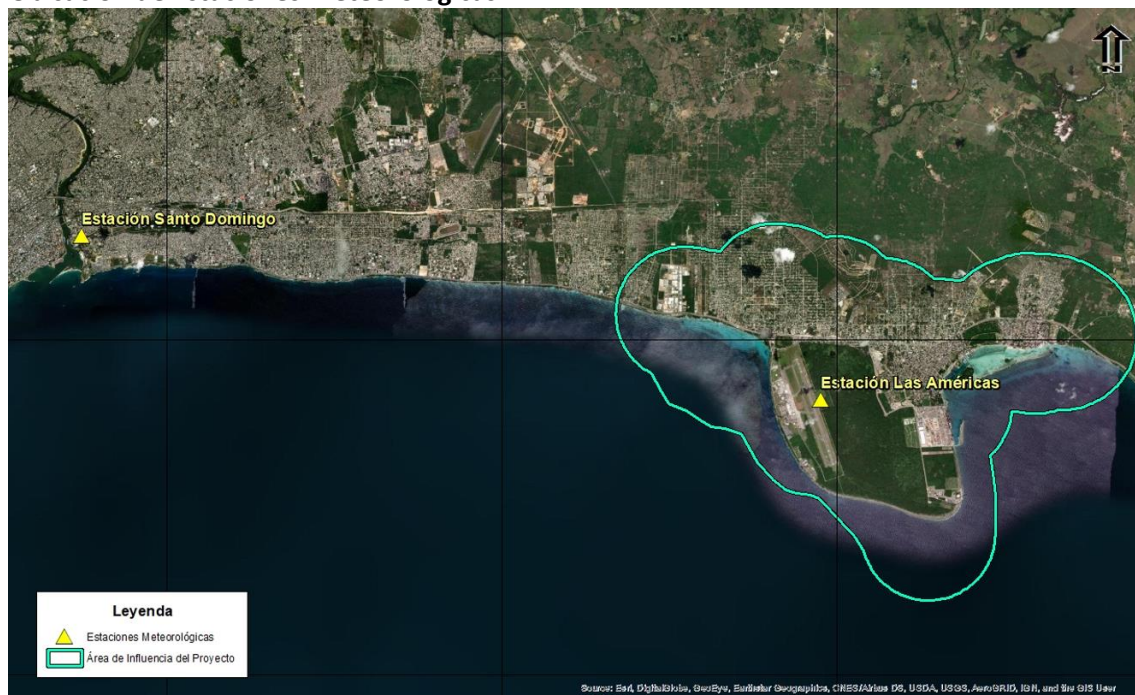 Estación Santo Domingo
Estación Las Américas
Leyenda
Estaciones Meteorológicas
Área de Influencia del Proyecto
Source: Esri, DigitalGlobe, GeoEye, Earthstar Geographics, CNES/Airbus DS, USDA, USGS, AeroGRID, IGN, and the GIS User